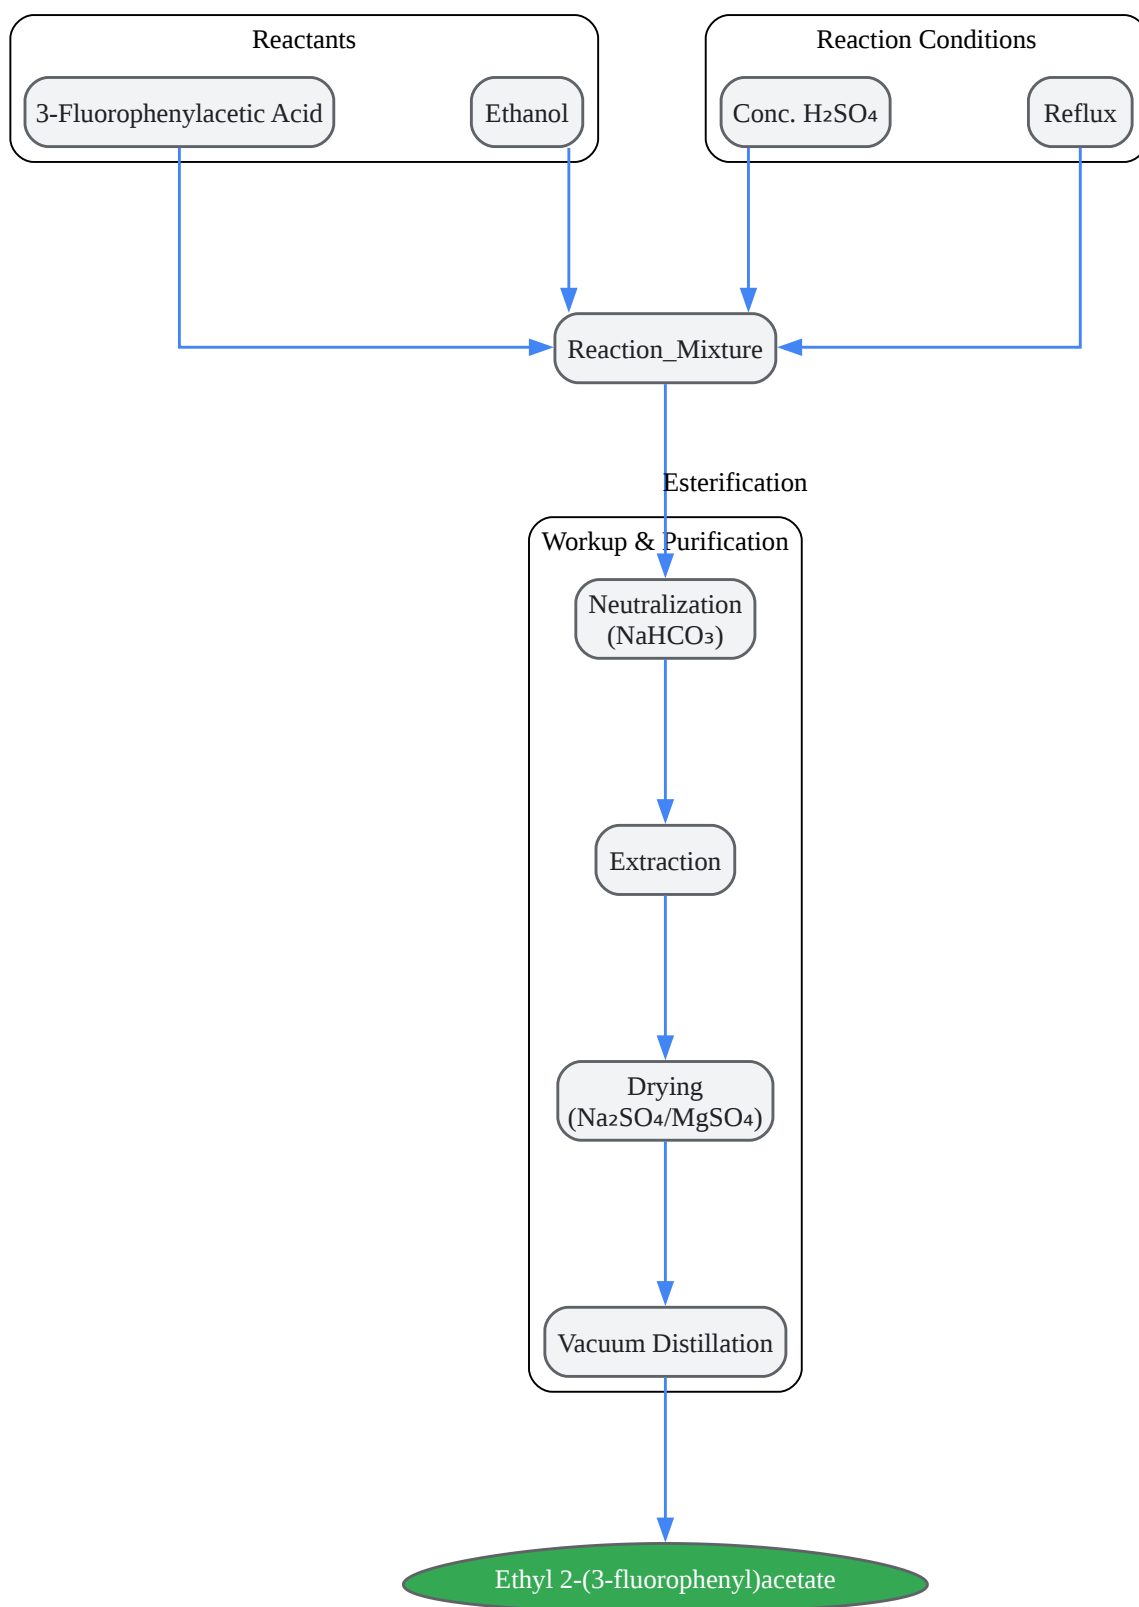 Reactants
Reaction Conditions
3-Fluorophenylacetic Acid
Ethanol
Conc. H₂SO₄
Reflux
Reaction_Mixture
Esterification
Workup & Purification
Neutralization
(NaHCO₃)
Extraction
Drying
(Na₂SO₄/MgSO₄)
Vacuum Distillation
Ethyl 2-(3-fluorophenyl)acetate